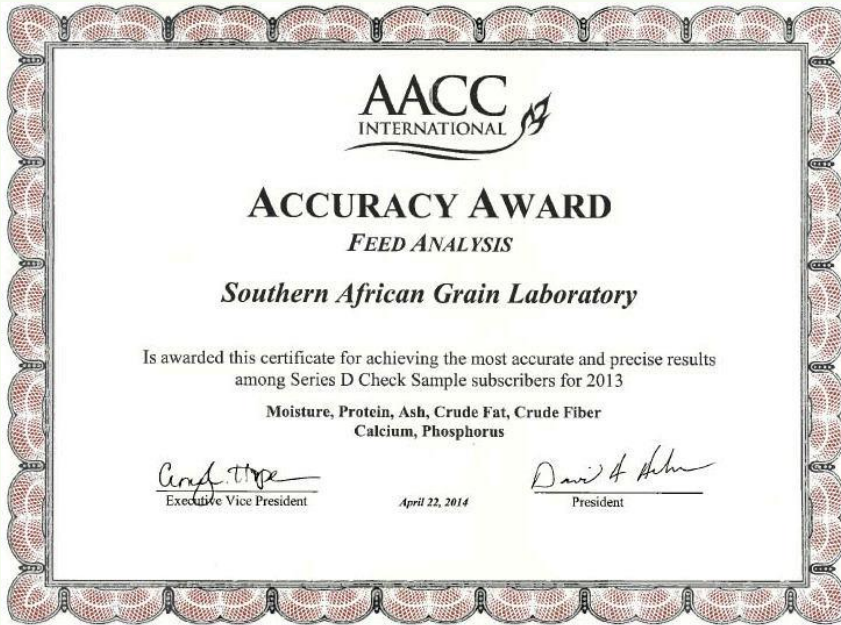 AACC
INTERNATIONAL
ACCURACY AWARD
FEED ANALYSIS
Southern African Grain Laboratory
Is awarded this certificate for achieving the most accurate and precise results
among Series D Check Sample subscribers for 2013
Moisture, Protein, Ash, Crude Fat, Crude Fiber
Calcium, Phosphorus
Executive Vice President
April 22, 2014
President